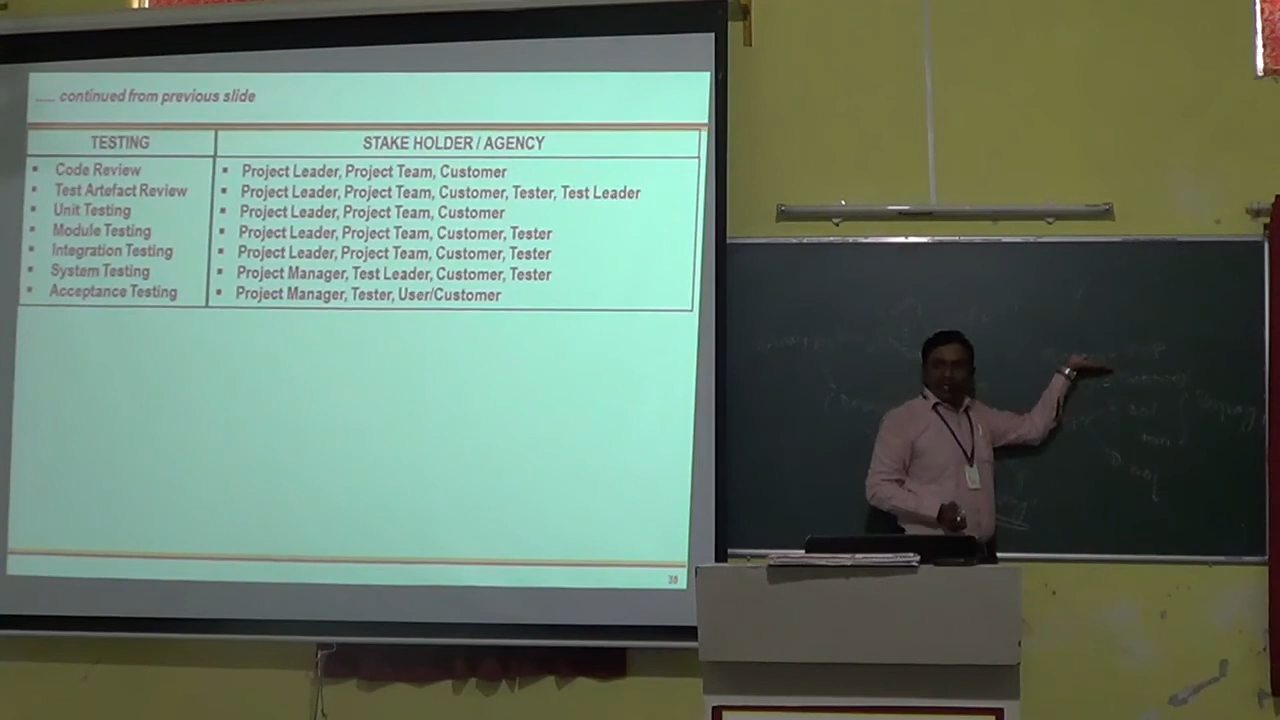 ...... continued from previous slide
TESTING STAKE HOLDER / AGENCY
▪ Code Review ▪ Project Leader, Project Team, Customer
▪ Test Artefact Review ▪ Project Leader, Project Team, Customer, Tester, Test Leader
▪ Unit Testing ▪ Project Leader, Project Team, Customer
▪ Module Testing ▪ Project Leader, Project Team, Customer, Tester
▪ Integration Testing ▪ Project Leader, Project Team, Customer, Tester
▪ System Testing ▪ Project Manager, Test Leader, Customer, Tester
▪ Acceptance Testing ▪ Project Manager, Tester, User/Customer